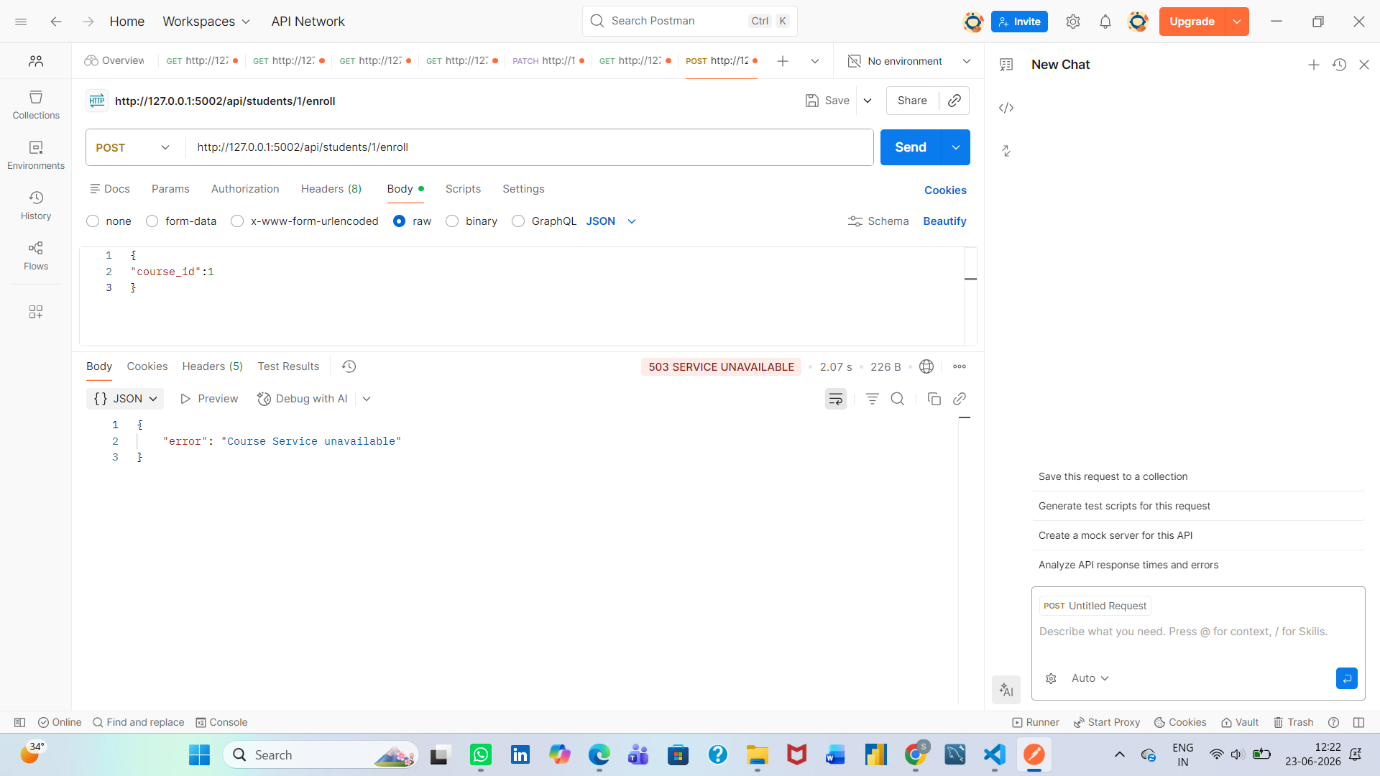 Home Workspaces API Network Search Postman Ctrl K Invite Upgrade
Overview GET http://127 GET http://127 GET http://127 GET http://127 PATCH http://1 GET http://127 POST http://12 No environment New Chat
HTTP http://127.0.0.1:5002/api/students/1/enroll Save Share
Collections
POST http://127.0.0.1:5002/api/students/1/enroll Send
Environments
Docs Params Authorization Headers (8) Body Scripts Settings Cookies
History
none form-data x-www-form-urlencoded raw binary GraphQL JSON Schema Beautify
Flows
1 {
2 "course_id":1
3 }
Body Cookies Headers (5) Test Results 503 SERVICE UNAVAILABLE 2.07 s 226 B
{} JSON Preview Debug with AI
1 {
2 "error": "Course Service unavailable"
3 }
Save this request to a collection
Generate test scripts for this request
Create a mock server for this API
Analyze API response times and errors
POST Untitled Request
Describe what you need. Press @ for context, / for Skills.
Auto
AI
Online Find and replace Console Runner Start Proxy Cookies Vault Trash
34° Search ENG IN 12:22 23-06-2026